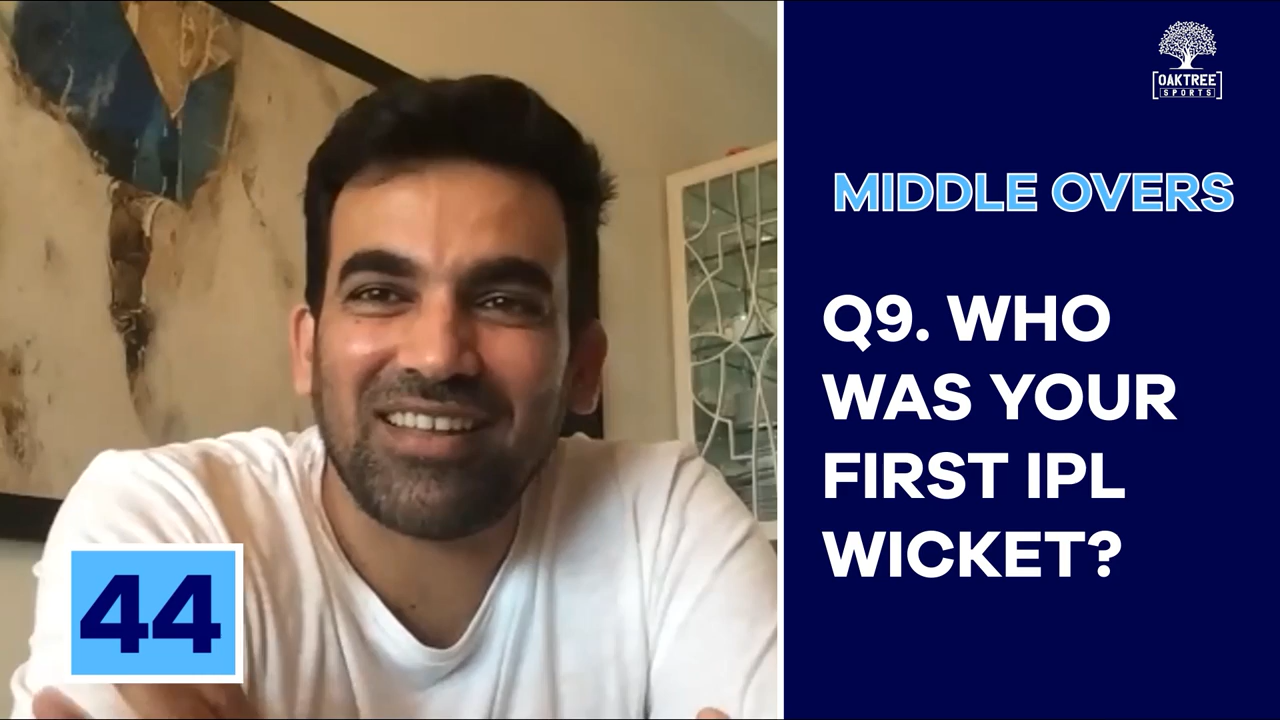 OAKTREE
SPORTS
MIDDLE OVERS
Q9. WHO
WAS YOUR
FIRST IPL
WICKET?
44